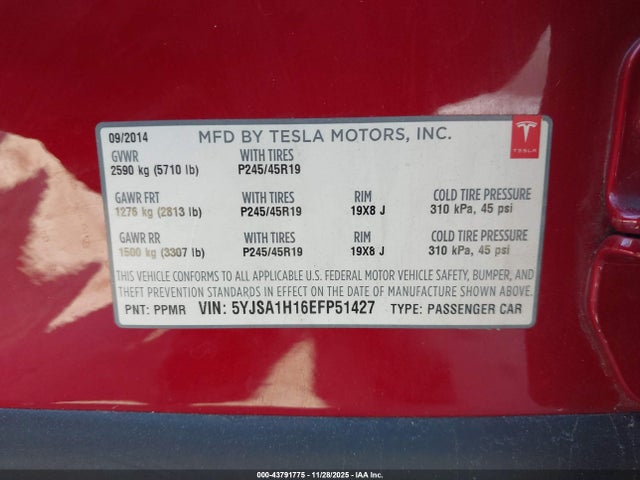 09/2014 MFD BY TESLA MOTORS, INC. TESLA
GVWR WITH TIRES
2590 kg (5710 lb) P245/45R19
GAWR FRT WITH TIRES RIM COLD TIRE PRESSURE
1276 kg (2813 lb) P245/45R19 19X8 J 310 kPa, 45 psi
GAWR RR WITH TIRES RIM COLD TIRE PRESSURE
1500 kg (3307 lb) P245/45R19 19X8 J 310 kPa, 45 psi
THIS VEHICLE CONFORMS TO ALL APPLICABLE U.S. FEDERAL MOTOR VEHICLE SAFETY, BUMPER, AND
THEFT PREVENTION STANDARDS IN EFFECT ON THE DATE OF MANUFACTURE SHOWN ABOVE.
PNT: PPMR VIN: 5YJSA1H16EFP51427 TYPE: PASSENGER CAR
000-43791775 - 11/28/2025 - IAA Inc.